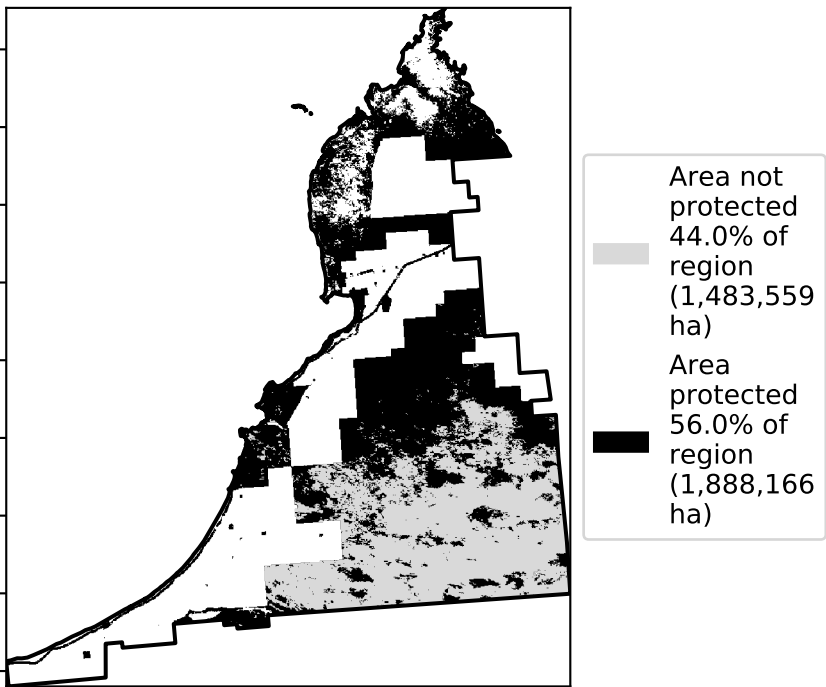 Area not
protected
44.0% of
region
(1,483,559
ha)
Area
protected
56.0% of
region
(1,888,166
ha)